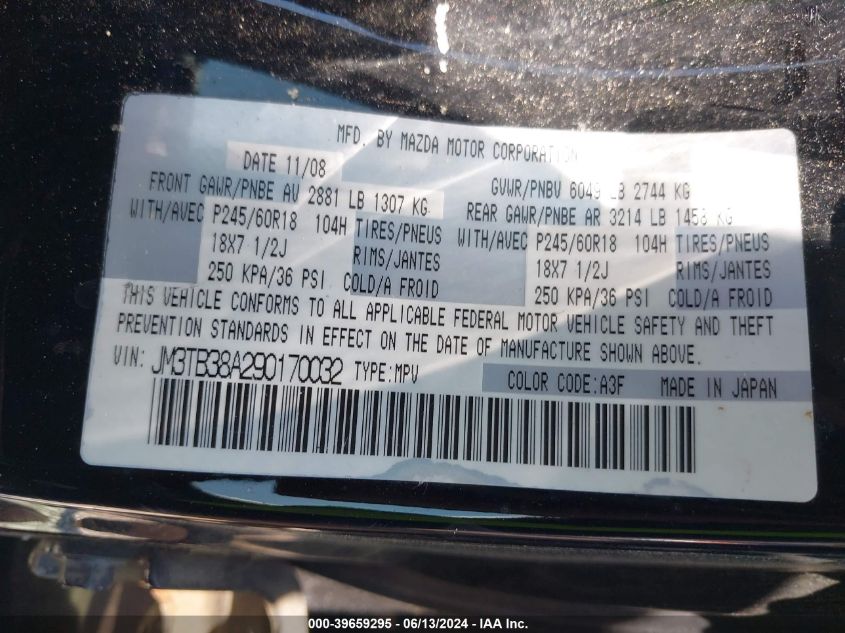 MFD. BY MAZDA MOTOR CORPORATION
DATE 11/08 GVWR/PNBV 6049 LB 2744 KG
FRONT GAWR/PNBE AV 2881 LB 1307 KG REAR GAWR/PNBE AR 3214 LB 1458 KG
WITH/AVEC P245/60R18 104H TIRES/PNEUS WITH/AVEC P245/60R18 104H TIRES/PNEUS
18X7 1/2J RIMS/JANTES 18X7 1/2J RIMS/JANTES
250 KPA/36 PSI COLD/A FROID 250 KPA/36 PSI COLD/A FROID
THIS VEHICLE CONFORMS TO ALL APPLICABLE FEDERAL MOTOR VEHICLE SAFETY AND THEFT
PREVENTION STANDARDS IN EFFECT ON THE DATE OF MANUFACTURE SHOWN ABOVE.
VIN: JM3TB38A290170032 TYPE:MPV COLOR CODE:A3F MADE IN JAPAN
000-39659295 - 06/13/2024 - IAA Inc.